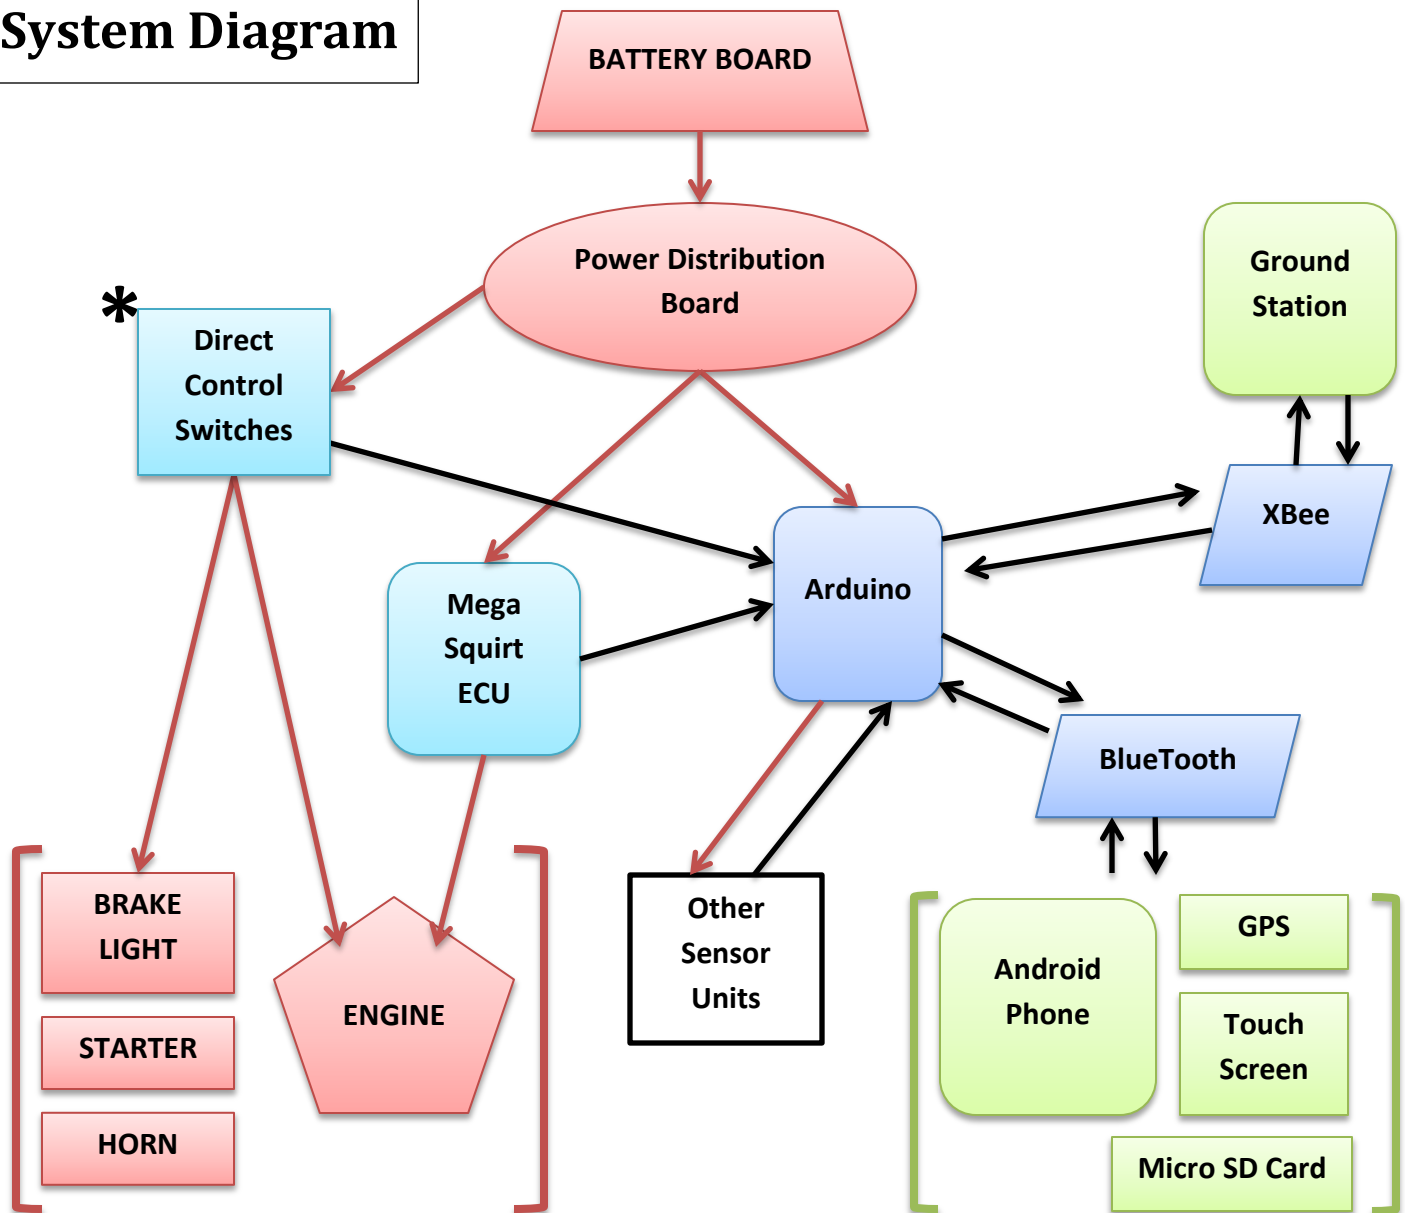 System Diagram
BATTERY BOARD
Power Distribution
Board
Ground
Station
*
Direct
Control
Switches
XBee
Arduino
Mega
Squirt
ECU
BlueTooth
BRAKE
LIGHT
STARTER
HORN
ENGINE
Other
Sensor
Units
Android
Phone
GPS
Touch
Screen
Micro SD Card